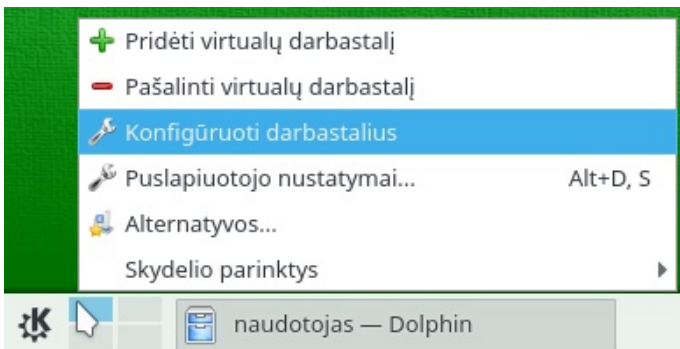 Pridėti virtualų darbastalį
Pašalinti virtualų darbastalį
Konfigūruoti darbastalius
Puslapiuotojo nustatymai... Alt+D, S
Alternatyvos...
Skydelio parinktys
naudotojas — Dolphin